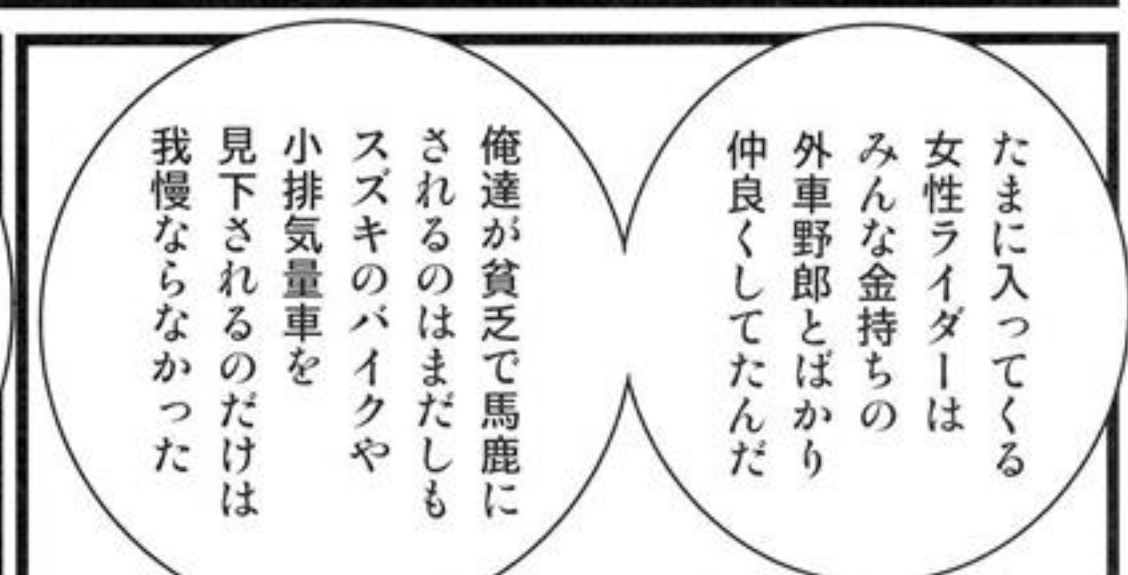 たまに入ってくる
女性ライダーは
みんな金持ちの
外車野郎とばかり
仲良くしてたんだ
俺達が貧乏で馬鹿に
されるのはまだしも
スズキのバイクや
小排気量車を
見下されるのだけは
我慢ならなかった